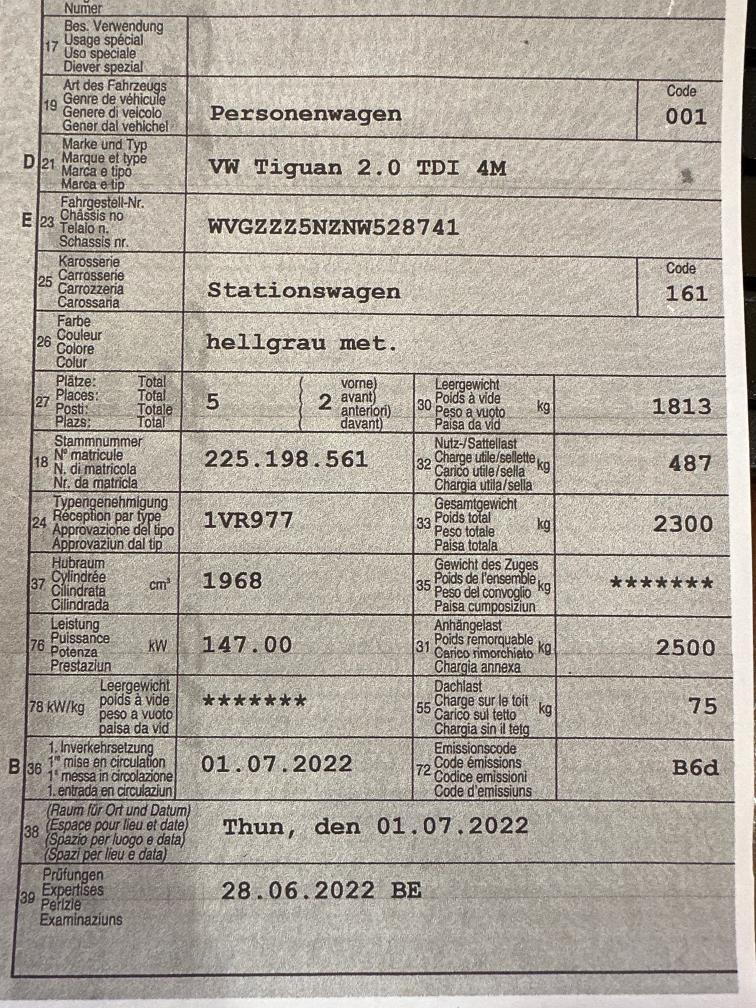 Numer
17 Bes. Verwendung
Usage spécial
Uso speciale
Diever spezial
19 Art des Fahrzeugs
Genre de véhicule
Genere di veicolo
Gener dal vehichel
Personenwagen
Code
001
D 21 Marke und Typ
Marque et type
Marca e tipo
Marca e tip
VW Tiguan 2.0 TDI 4M
E 23 Fahrgestell-Nr.
Châssis no
Telaio n.
Schassis nr.
WVGZZZ5NZNW528741
25 Karosserie
Carrosserie
Carrozzeria
Carossaria
Stationswagen
Code
161
26 Farbe
Couleur
Colore
Colur
hellgrau met.
27 Plätze: Total
Places: Total
Posti: Totale
Plazs: Total
5
2 vorne)
avant)
anteriori)
davant)
30 Leergewicht
Poids à vide
Peso a vuoto
Paisa da vid
kg
1813
18 Stammnummer
N° matricule
N. di matricola
Nr. da matricla
225.198.561
32 Nutz-/Sattellast
Charge utile/sellette
Carico utile/sella
Chargia utila/sella
kg
487
24 Typengenehmigung
Réception par type
Approvazione del tipo
Approvaziun dal tip
1VR977
33 Gesamtgewicht
Poids total
Peso totale
Paisa totala
kg
2300
37 Hubraum
Cylindrée
Cilindrata
Cilindrada
cm³
1968
35 Gewicht des Zuges
Poids de l'ensemble
Peso del convoglio
Paisa cumposiziun
kg
*******
76 Leistung
Puissance
Potenza
Prestaziun
kW
147.00
31 Anhängelast
Poids remorquable
Carico rimorchiato
Chargia annexa
kg
2500
78 kW/kg Leergewicht
poids à vide
peso a vuoto
paisa da vid
*******
55 Dachlast
Charge sur le toit
Carico sul tetto
Chargia sin il tetg
kg
75
B 36 1. Inverkehrsetzung
1re mise en circulation
1a messa in circolazione
1. entrada en circulaziun
01.07.2022
72 Emissionscode
Code émissions
Codice emissioni
Code d'emissiuns
B6d
38 (Raum für Ort und Datum)
(Espace pour lieu et date)
(Spazio per luogo e data)
(Spazi per lieu e data)
Thun, den 01.07.2022
39 Prüfungen
Expertises
Perizie
Examinaziuns
28.06.2022 BE